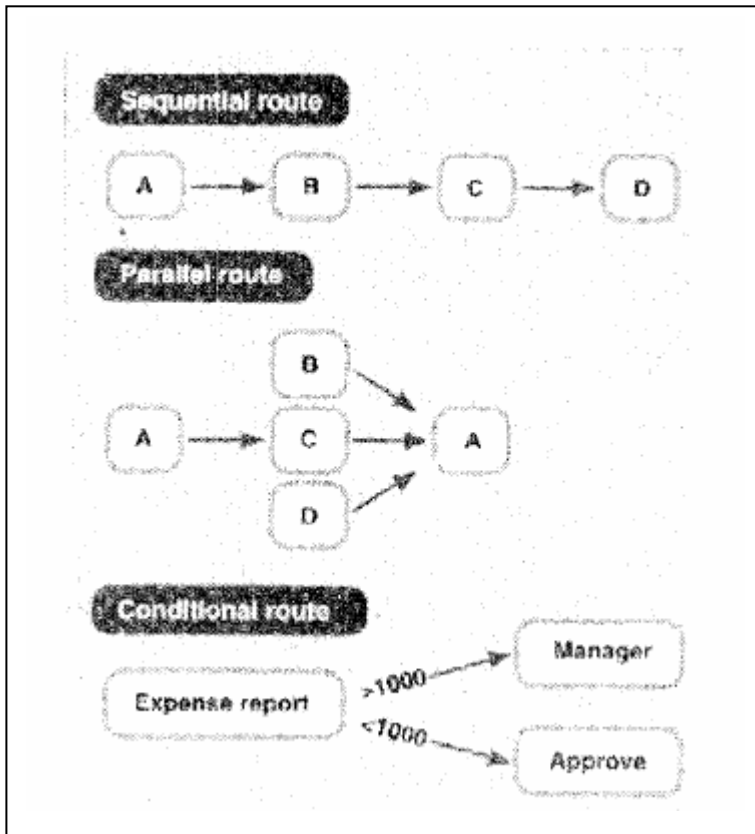 Sequential route
A B C D
Parallel route
B
A C A
D
Conditional route
Manager
>1000
Expense report
<1000
Approve